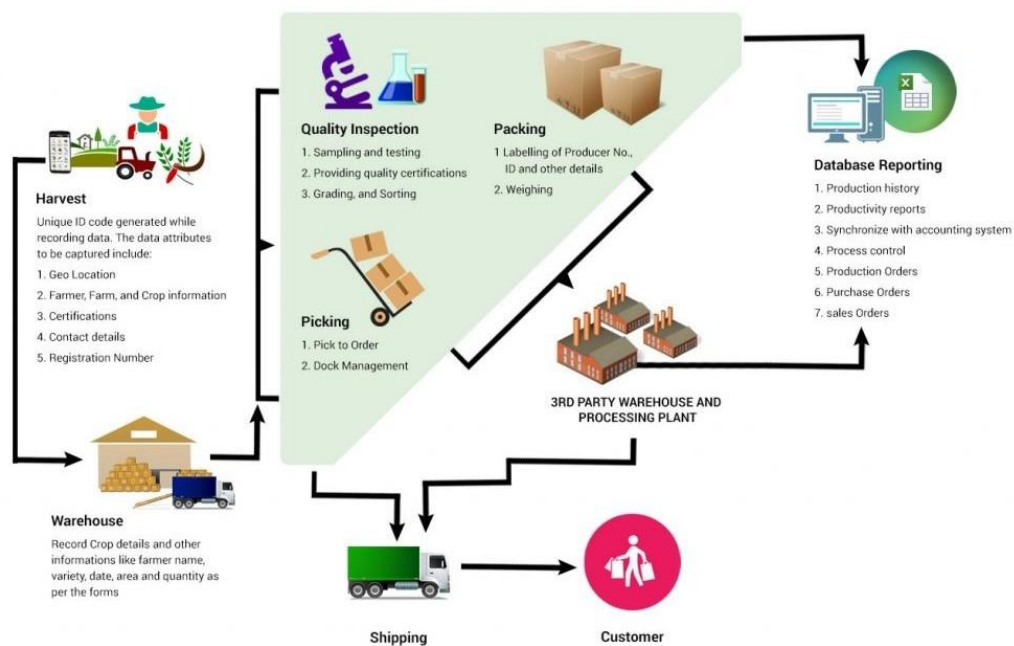 Harvest
Unique ID code generated while
recording data. The data attributes
to be captured include:
1. Geo Location
2. Farmer, Farm, and Crop information
3. Certifications
4. Contact details
5. Registration Number
Warehouse
Record Crop details and other
informations like farmer name,
variety, date, area and quantity as
per the forms
Quality Inspection
1. Sampling and testing
2. Providing quality certifications
3. Grading, and Sorting
Packing
1 Labelling of Producer No.,
ID and other details
2. Weighing
Picking
1. Pick to Order
2. Dock Management
3RD PARTY WAREHOUSE AND
PROCESSING PLANT
Database Reporting
1. Production history
2. Productivity reports
3. Synchronize with accounting system
4. Process control
5. Production Orders
6. Purchase Orders
7. sales Orders
Shipping
Customer